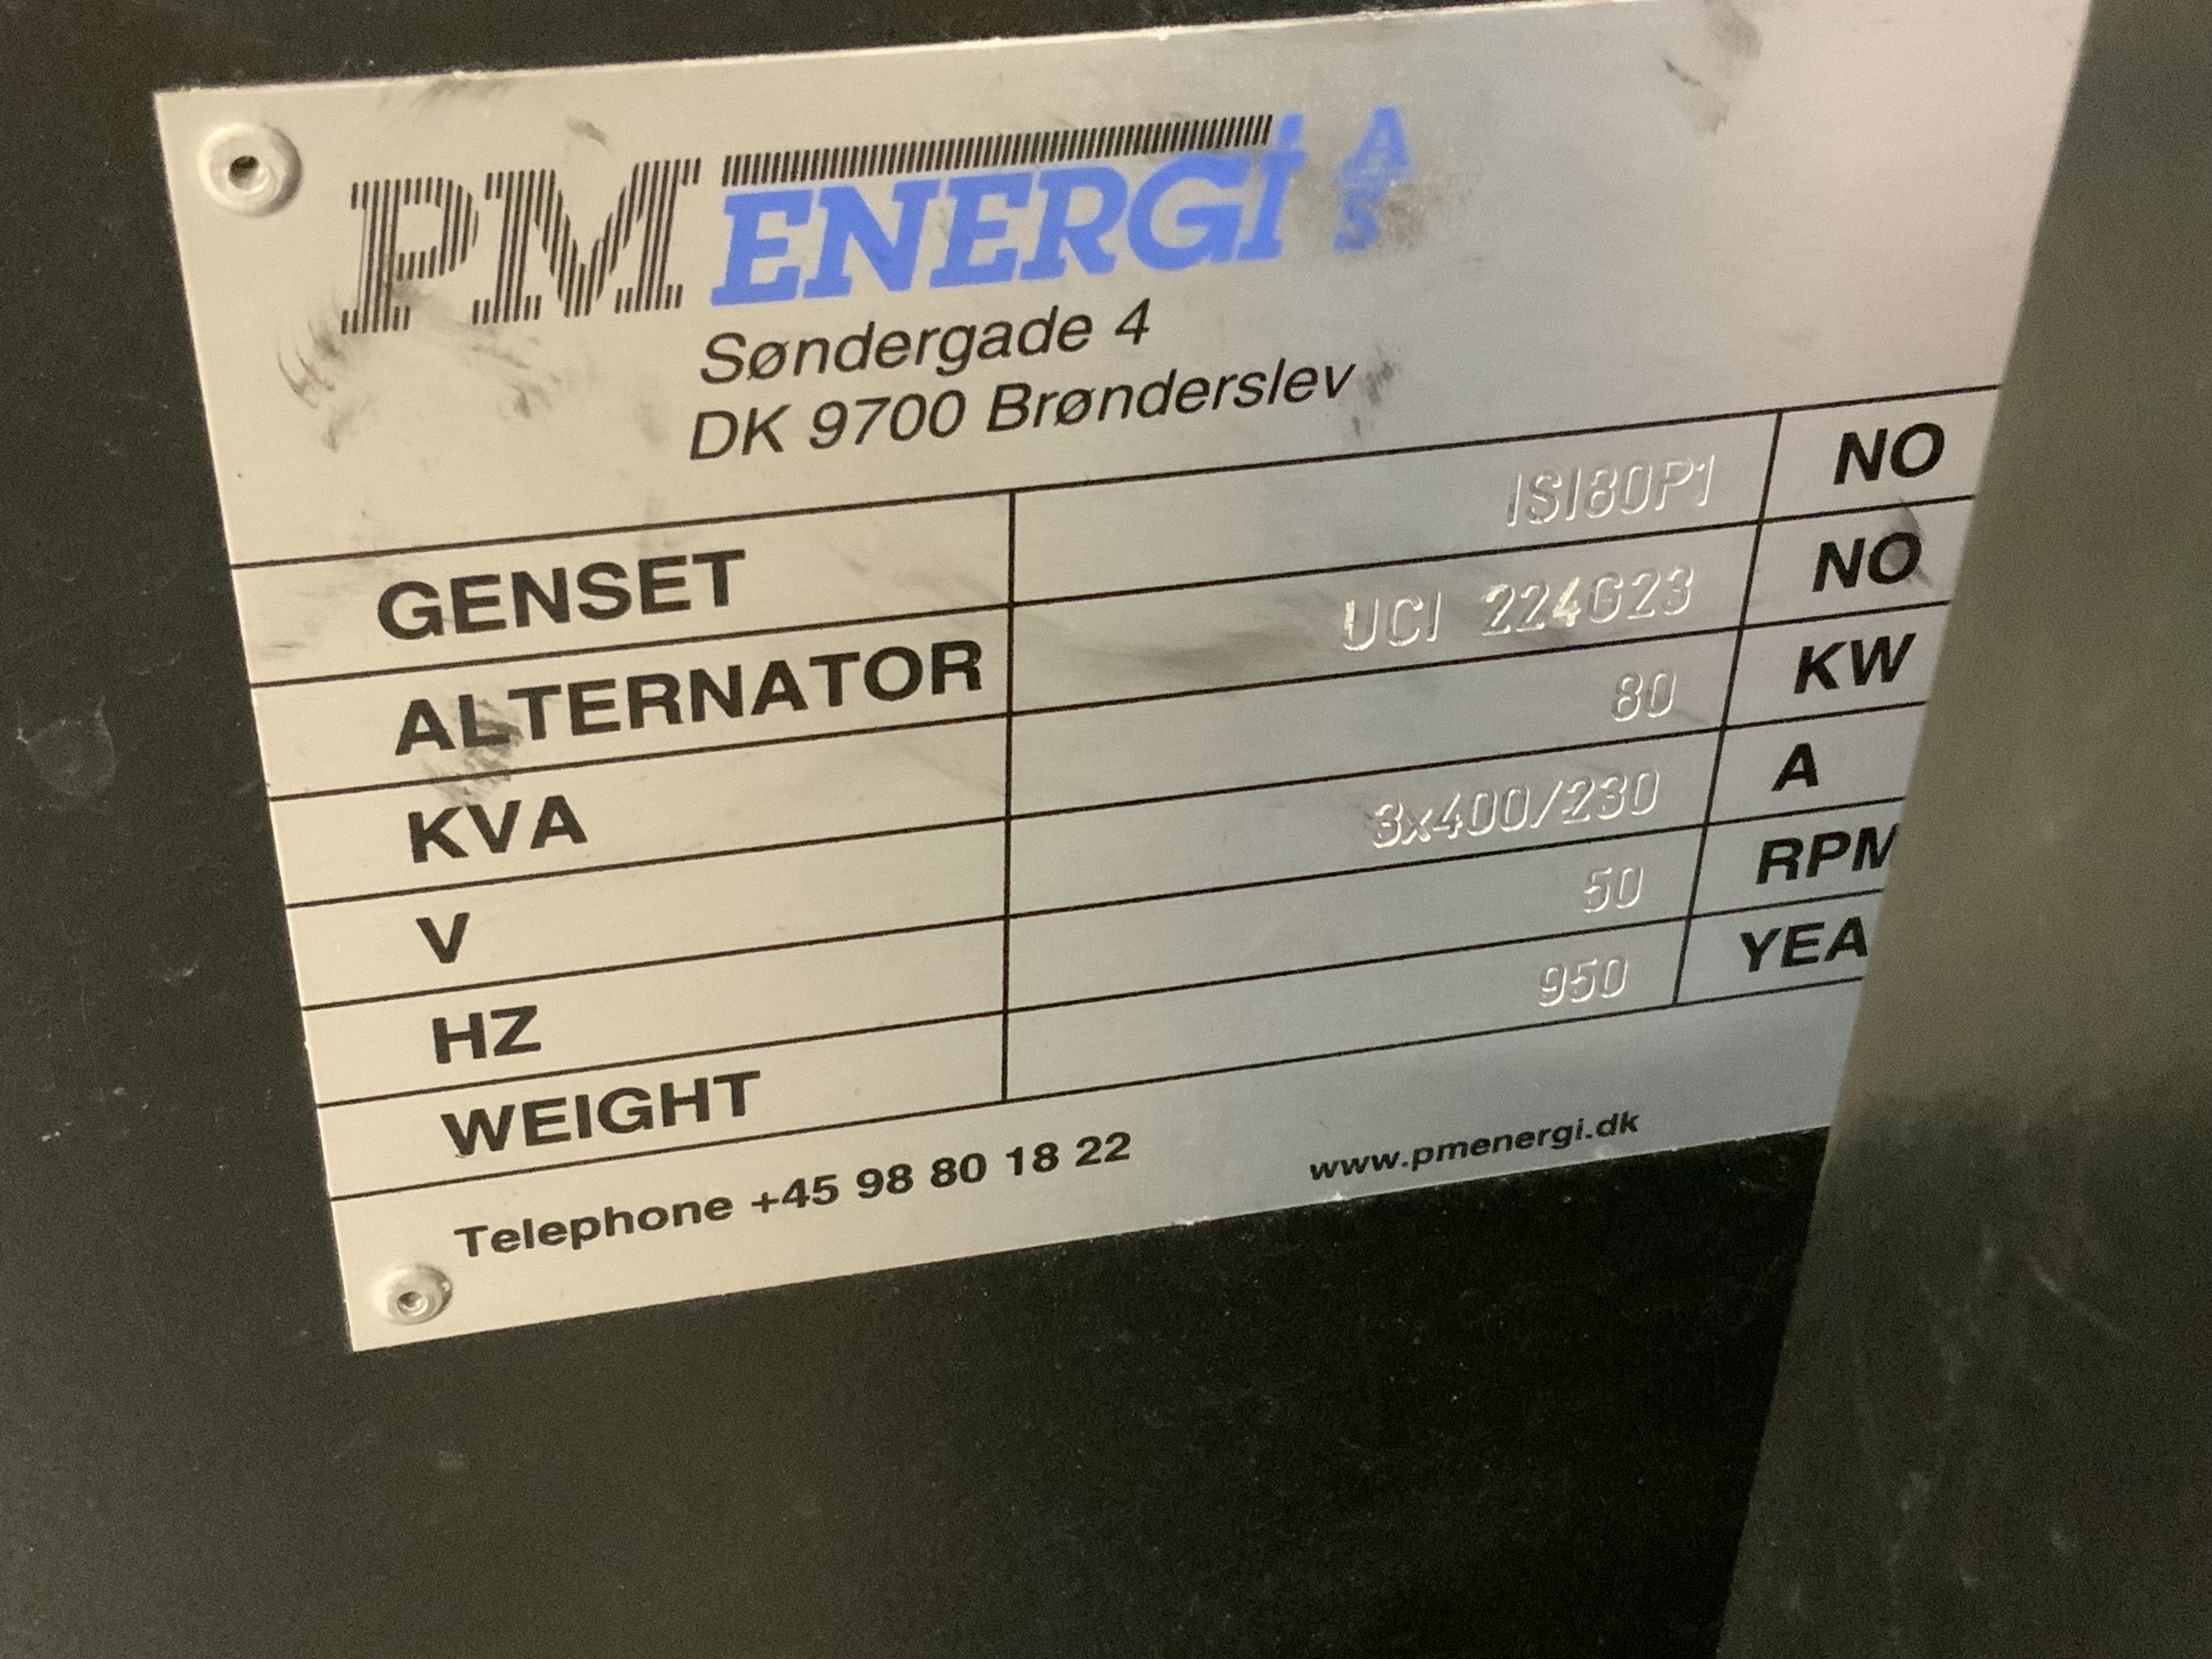 PM ENERGI A/S
Søndergade 4
DK 9700 Brønderslev
GENSET ISI80P1 NO
ALTERNATOR UCI 224G23 NO
KVA 80 KW
V 3x400/230 A
HZ 50 RPM
WEIGHT 950 YEA
Telephone +45 98 80 18 22 www.pmenergi.dk